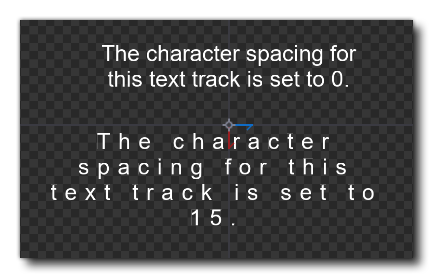 The character spacing for
this text track is set to 0.
The character
spacing for this
text track is set to
15.